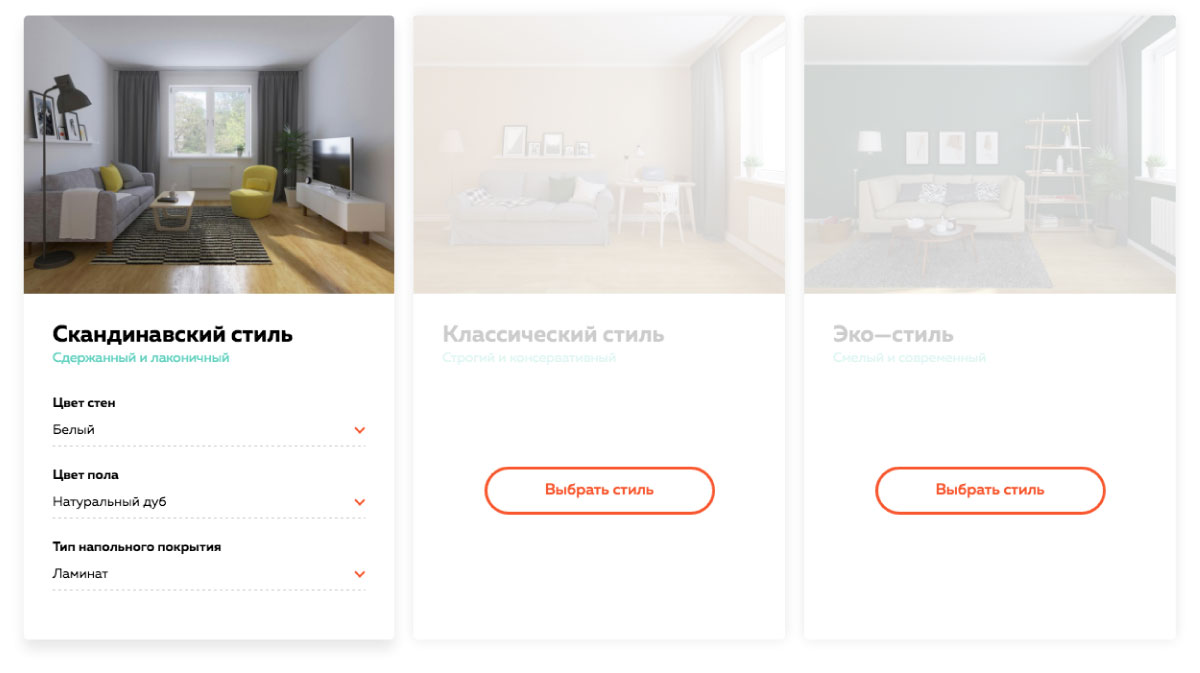 Скандинавский стиль
Сдержанный и лаконичный
Цвет стен
Белый
Цвет пола
Натуральный дуб
Тип напольного покрытия
Ламинат
Классический стиль
Строгий и консервативный
Выбрать стиль
Эко—стиль
Смелый и современный
Выбрать стиль